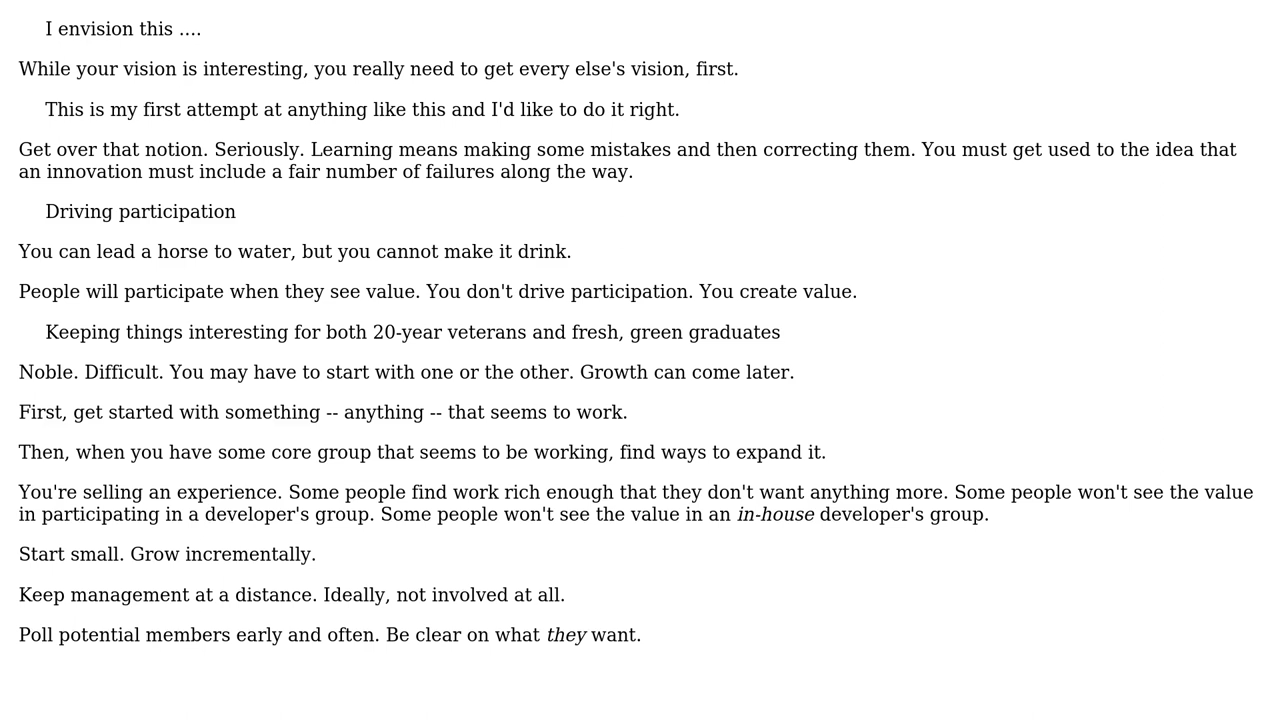 I envision this ....
While your vision is interesting, you really need to get every else's vision, first.
This is my first attempt at anything like this and I'd like to do it right.
Get over that notion. Seriously. Learning means making some mistakes and then correcting them. You must get used to the idea that
an innovation must include a fair number of failures along the way.
Driving participation
You can lead a horse to water, but you cannot make it drink.
People will participate when they see value. You don't drive participation. You create value.
Keeping things interesting for both 20-year veterans and fresh, green graduates
Noble. Difficult. You may have to start with one or the other. Growth can come later.
First, get started with something -- anything -- that seems to work.
Then, when you have some core group that seems to be working, find ways to expand it.
You're selling an experience. Some people find work rich enough that they don't want anything more. Some people won't see the value
in participating in a developer's group. Some people won't see the value in an in-house developer's group.
Start small. Grow incrementally.
Keep management at a distance. Ideally, not involved at all.
Poll potential members early and often. Be clear on what they want.